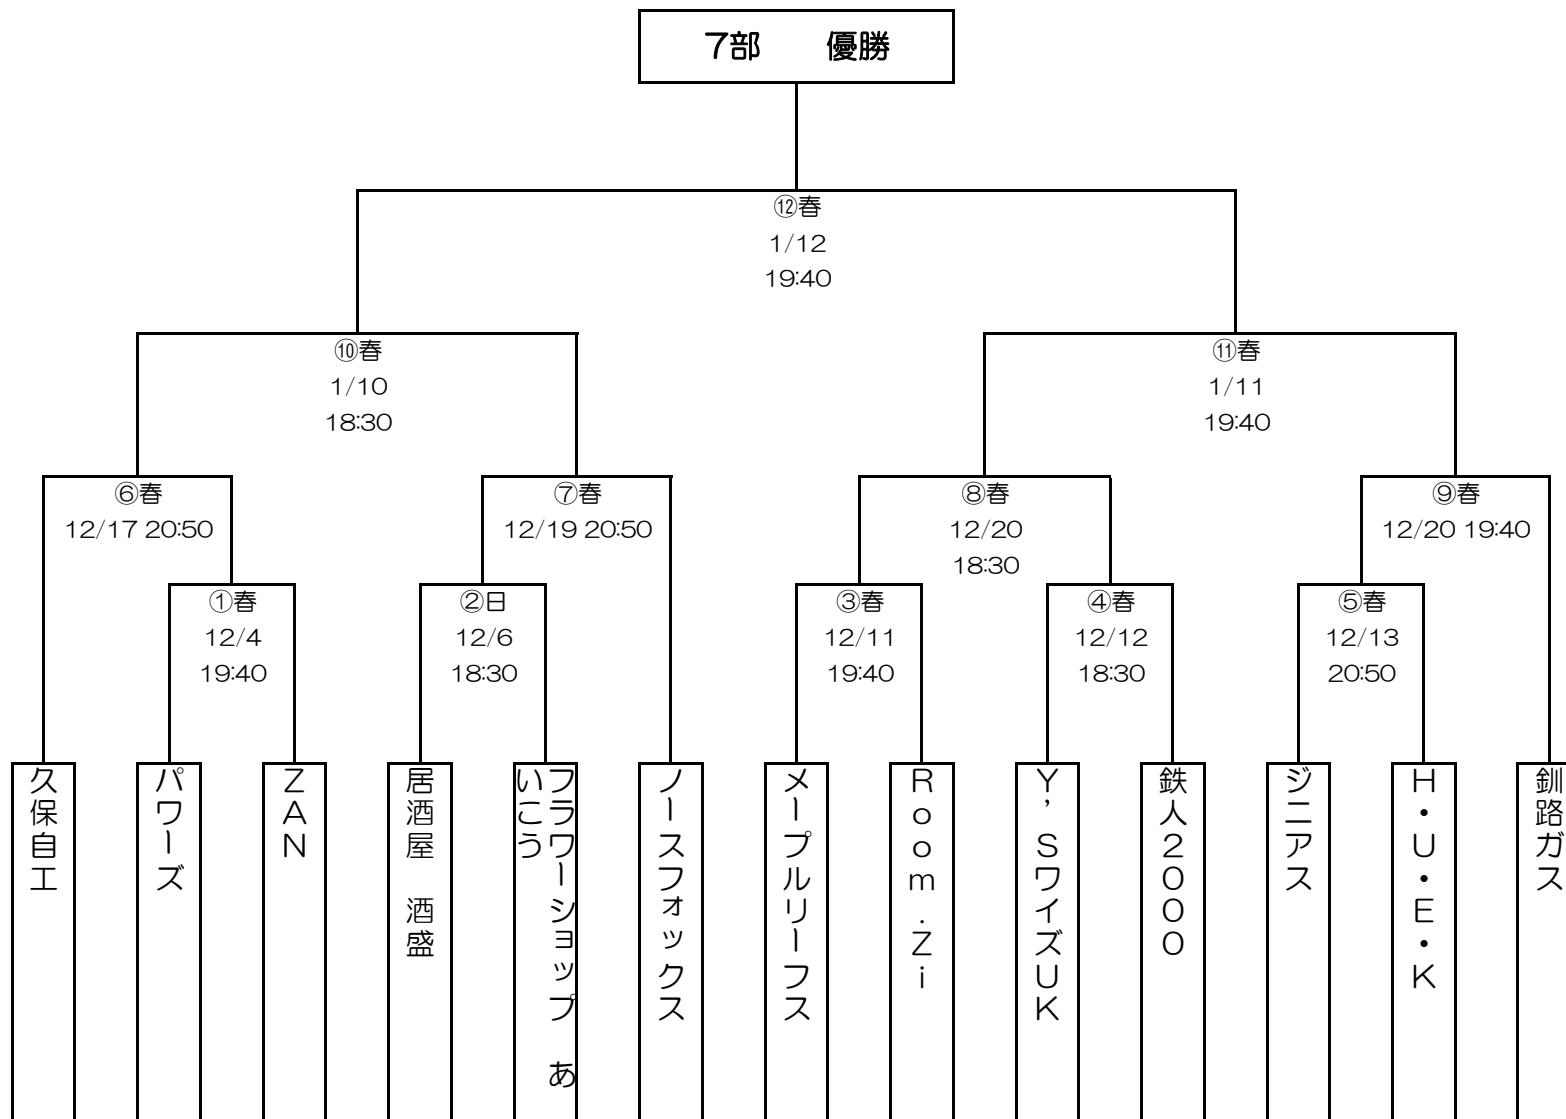 7部　　優勝
⑫春
1/12
19:40
⑩春
1/10
18:30
⑪春
1/11
19:40
⑥春
12/17 20:50
⑦春
12/19 20:50
⑧春
12/20
18:30
⑨春
12/20 19:40
①春
12/4
19:40
②日
12/6
18:30
③春
12/11
19:40
④春
12/12
18:30
⑤春
12/13
20:50
久保自工
パワーズ
ZAN
居酒屋　酒盛
フラワーショップ　あ
いこう
ノースフォックス
メープルリーフス
Room.Zi
Y’SワイズUK
鉄人2000
ジニアス
H・U・E・K
釧路ガス